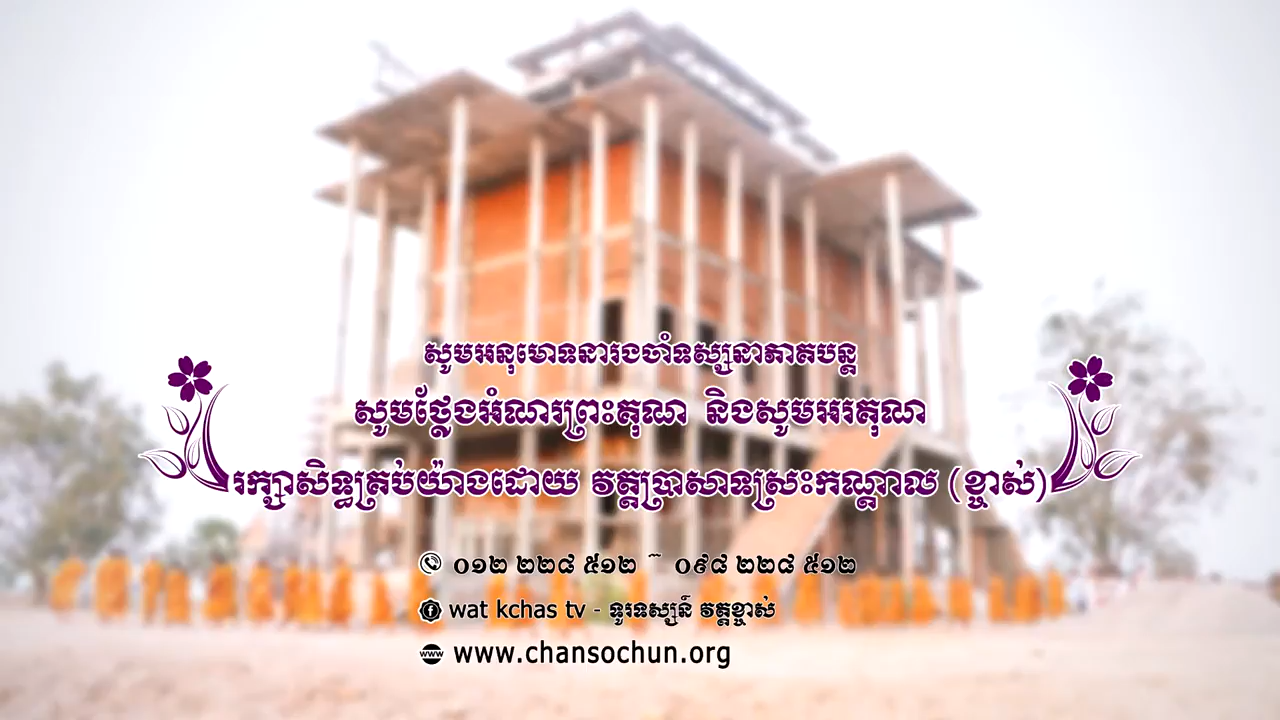 សូមអនុមោទនារងចាំទស្សនាភាគបន្ត
សូមថ្លែងអំណរព្រះគុណ និងសូមអរគុណ
រក្សាសិទ្ធគ្រប់យ៉ាងដោយ វត្តប្រាសាទស្រះកណ្តាល (ខ្ចាស់)
០១២ ២២៨ ៥១២ ~ ០៩៨ ២២៨ ៥១២
wat kchas tv - ទូរទស្សន៍ វត្តខ្ចាស់
www.chansochun.org